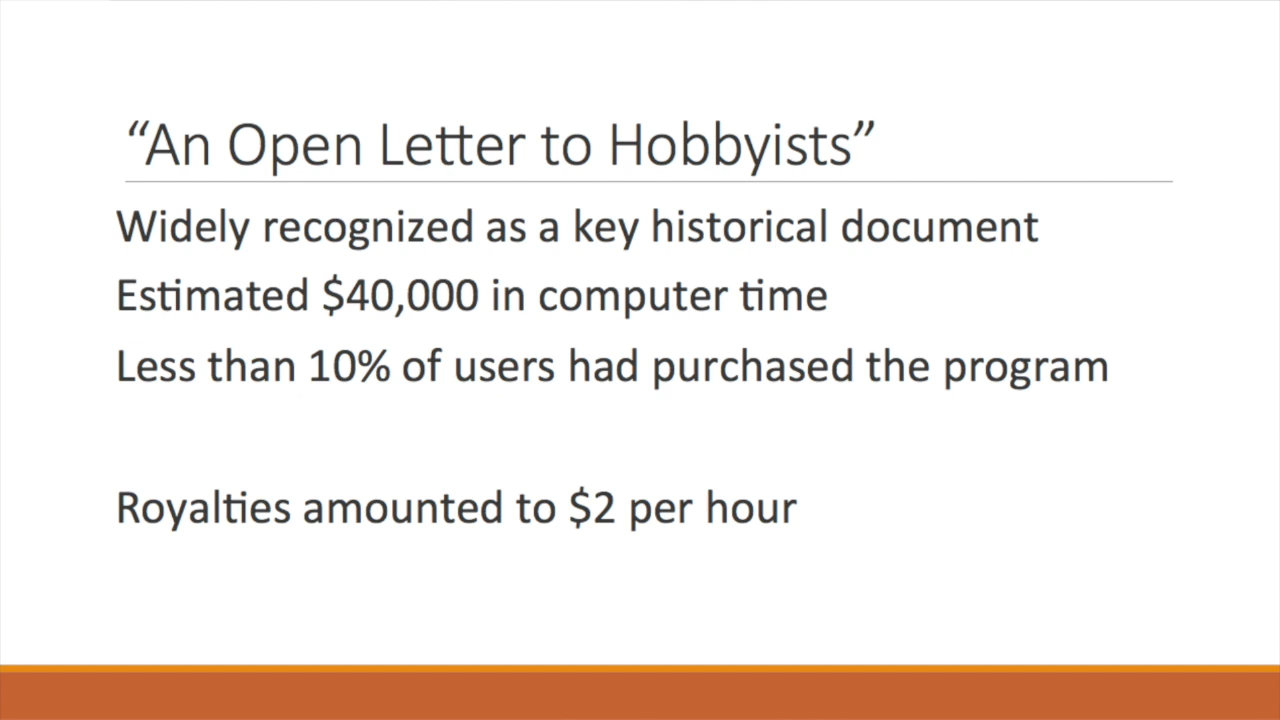 “An Open Letter to Hobbyists”
Widely recognized as a key historical document
Estimated $40,000 in computer time
Less than 10% of users had purchased the program
Royalties amounted to $2 per hour